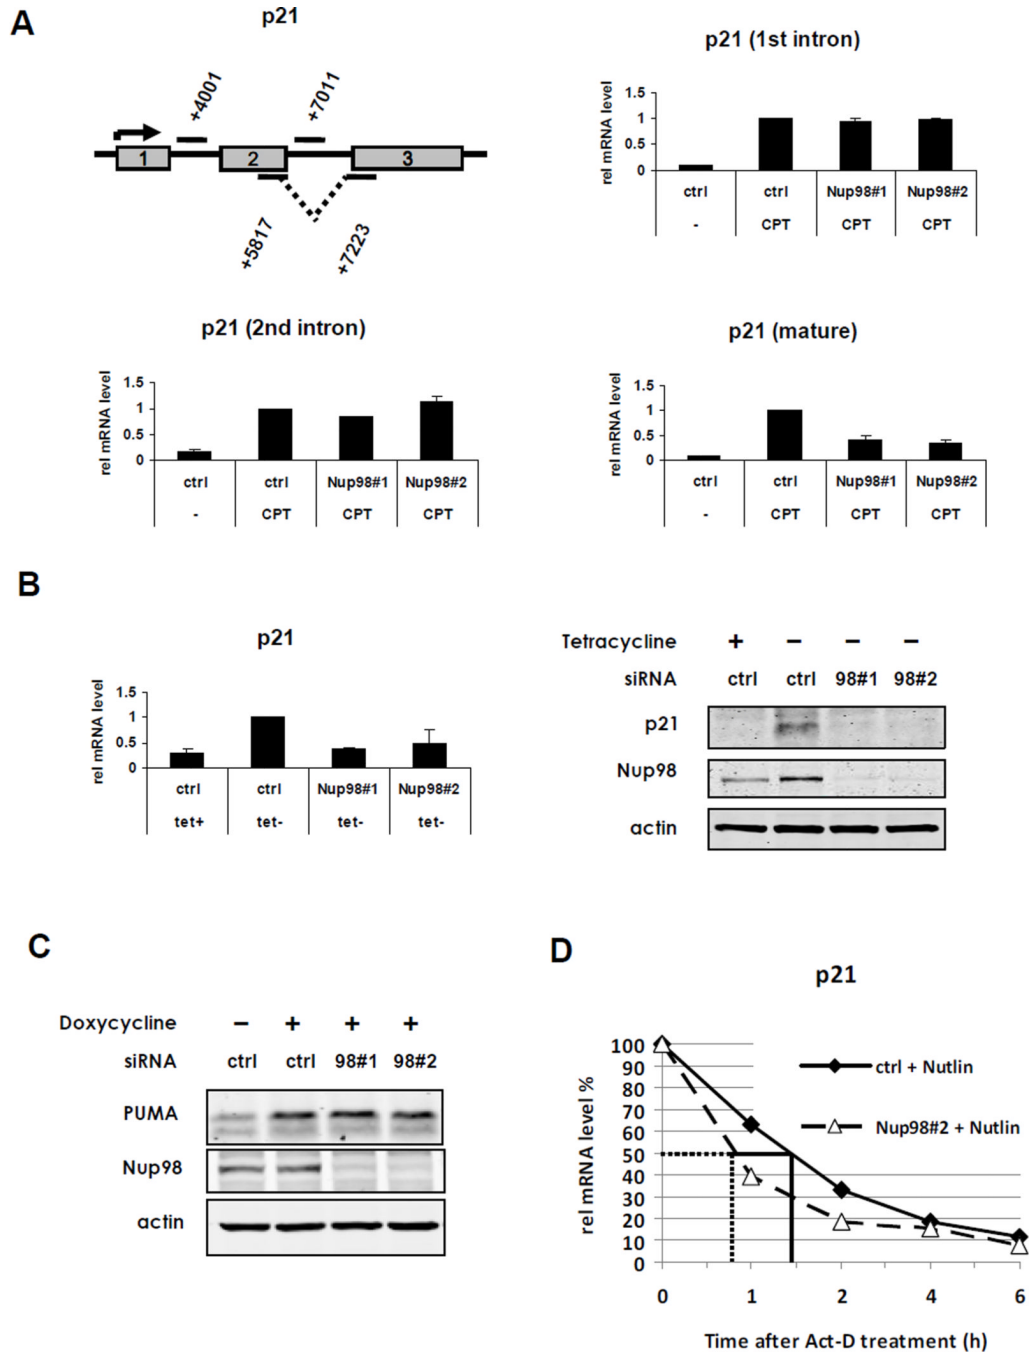 A
p21
+4001
+7011
1
2
3
+5817
+7223
p21 (1st intron)
rel mRNA level
1.5
1
0.5
0
ctrl ctrl Nup98#1 Nup98#2
- CPT CPT CPT
p21 (2nd intron)
rel mRNA level
1.5
1
0.5
0
ctrl ctrl Nup98#1 Nup98#2
- CPT CPT CPT
p21 (mature)
rel mRNA level
1.5
1
0.5
0
ctrl ctrl Nup98#1 Nup98#2
- CPT CPT CPT
B
p21
rel mRNA level
1.5
1
0.5
0
ctrl ctrl Nup98#1 Nup98#2
tet+ tet- tet- tet-
Tetracycline + - - -
siRNA ctrl ctrl 98#1 98#2
p21
Nup98
actin
C
Doxycycline - + + +
siRNA ctrl ctrl 98#1 98#2
PUMA
Nup98
actin
D
p21
rel mRNA level %
100
90
80
70
60
50
40
30
20
10
0
0 1 2 4 6
Time after Act-D treatment (h)
ctrl + Nutlin
Nup98#2 + Nutlin